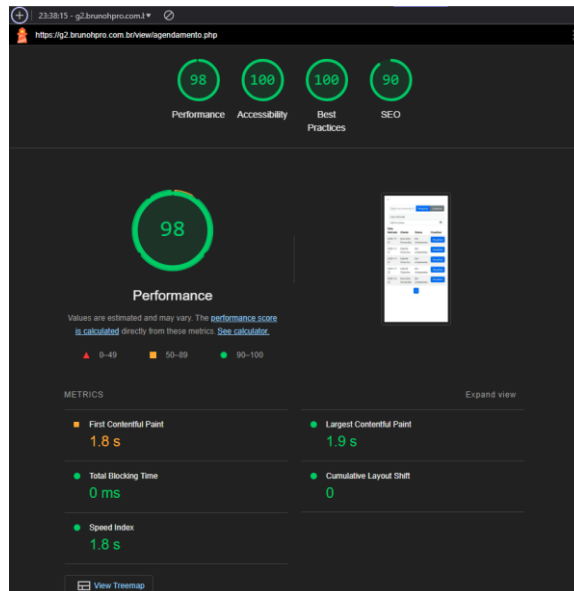 23:38:15 - g2.brunohpro.com.l
https://g2.brunohpro.com.br/view/agendamento.php
98
100
100
90
Performance
Accessibility
Best
Practices
SEO
98
Performance
Values are estimated and may vary. The performance score
is calculated directly from these metrics. See calculator.
0–49
50–89
90–100
METRICS
Expand view
First Contentful Paint
1.8 s
Largest Contentful Paint
1.9 s
Total Blocking Time
0 ms
Cumulative Layout Shift
0
Speed Index
1.8 s
View Treemap